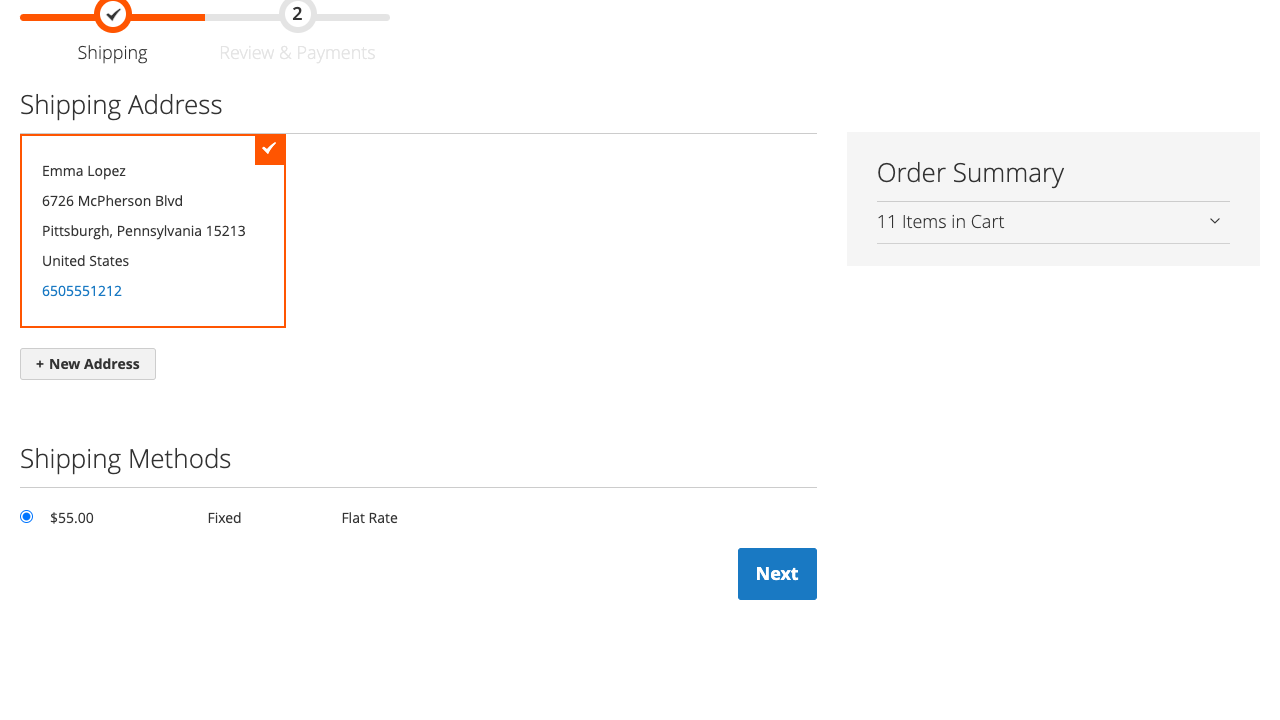 2
Shipping
Review & Payments
Shipping Address
Emma Lopez
6726 McPherson Blvd
Pittsburgh, Pennsylvania 15213
United States
6505551212
+ New Address
Order Summary
11 Items in Cart
Shipping Methods
$55.00 Fixed Flat Rate
Next